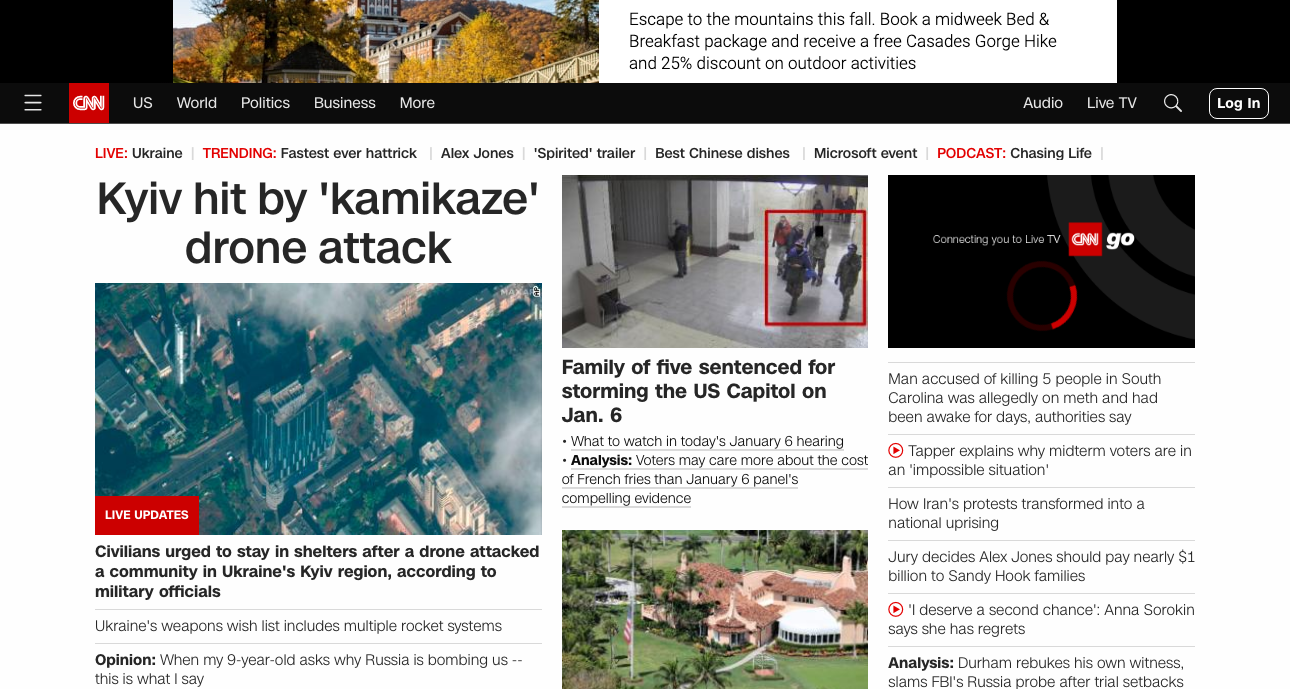 Escape to the mountains this fall. Book a midweek Bed &
Breakfast package and receive a free Casades Gorge Hike
and 25% discount on outdoor activities
CNN US World Politics Business More Audio Live TV Log In
LIVE: Ukraine | TRENDING: Fastest ever hattrick | Alex Jones | 'Spirited' trailer | Best Chinese dishes | Microsoft event | PODCAST: Chasing Life |
Kyiv hit by 'kamikaze'
drone attack
MAXAR
LIVE UPDATES
Civilians urged to stay in shelters after a drone attacked
a community in Ukraine's Kyiv region, according to
military officials
Ukraine's weapons wish list includes multiple rocket systems
Opinion: When my 9-year-old asks why Russia is bombing us --
this is what I say
Family of five sentenced for
storming the US Capitol on
Jan. 6
• What to watch in today's January 6 hearing
• Analysis: Voters may care more about the cost
of French fries than January 6 panel's
compelling evidence
Connecting you to Live TV CNN go
Man accused of killing 5 people in South
Carolina was allegedly on meth and had
been awake for days, authorities say
Tapper explains why midterm voters are in
an 'impossible situation'
How Iran's protests transformed into a
national uprising
Jury decides Alex Jones should pay nearly $1
billion to Sandy Hook families
'I deserve a second chance': Anna Sorokin
says she has regrets
Analysis: Durham rebukes his own witness,
slams FBI's Russia probe after trial setbacks